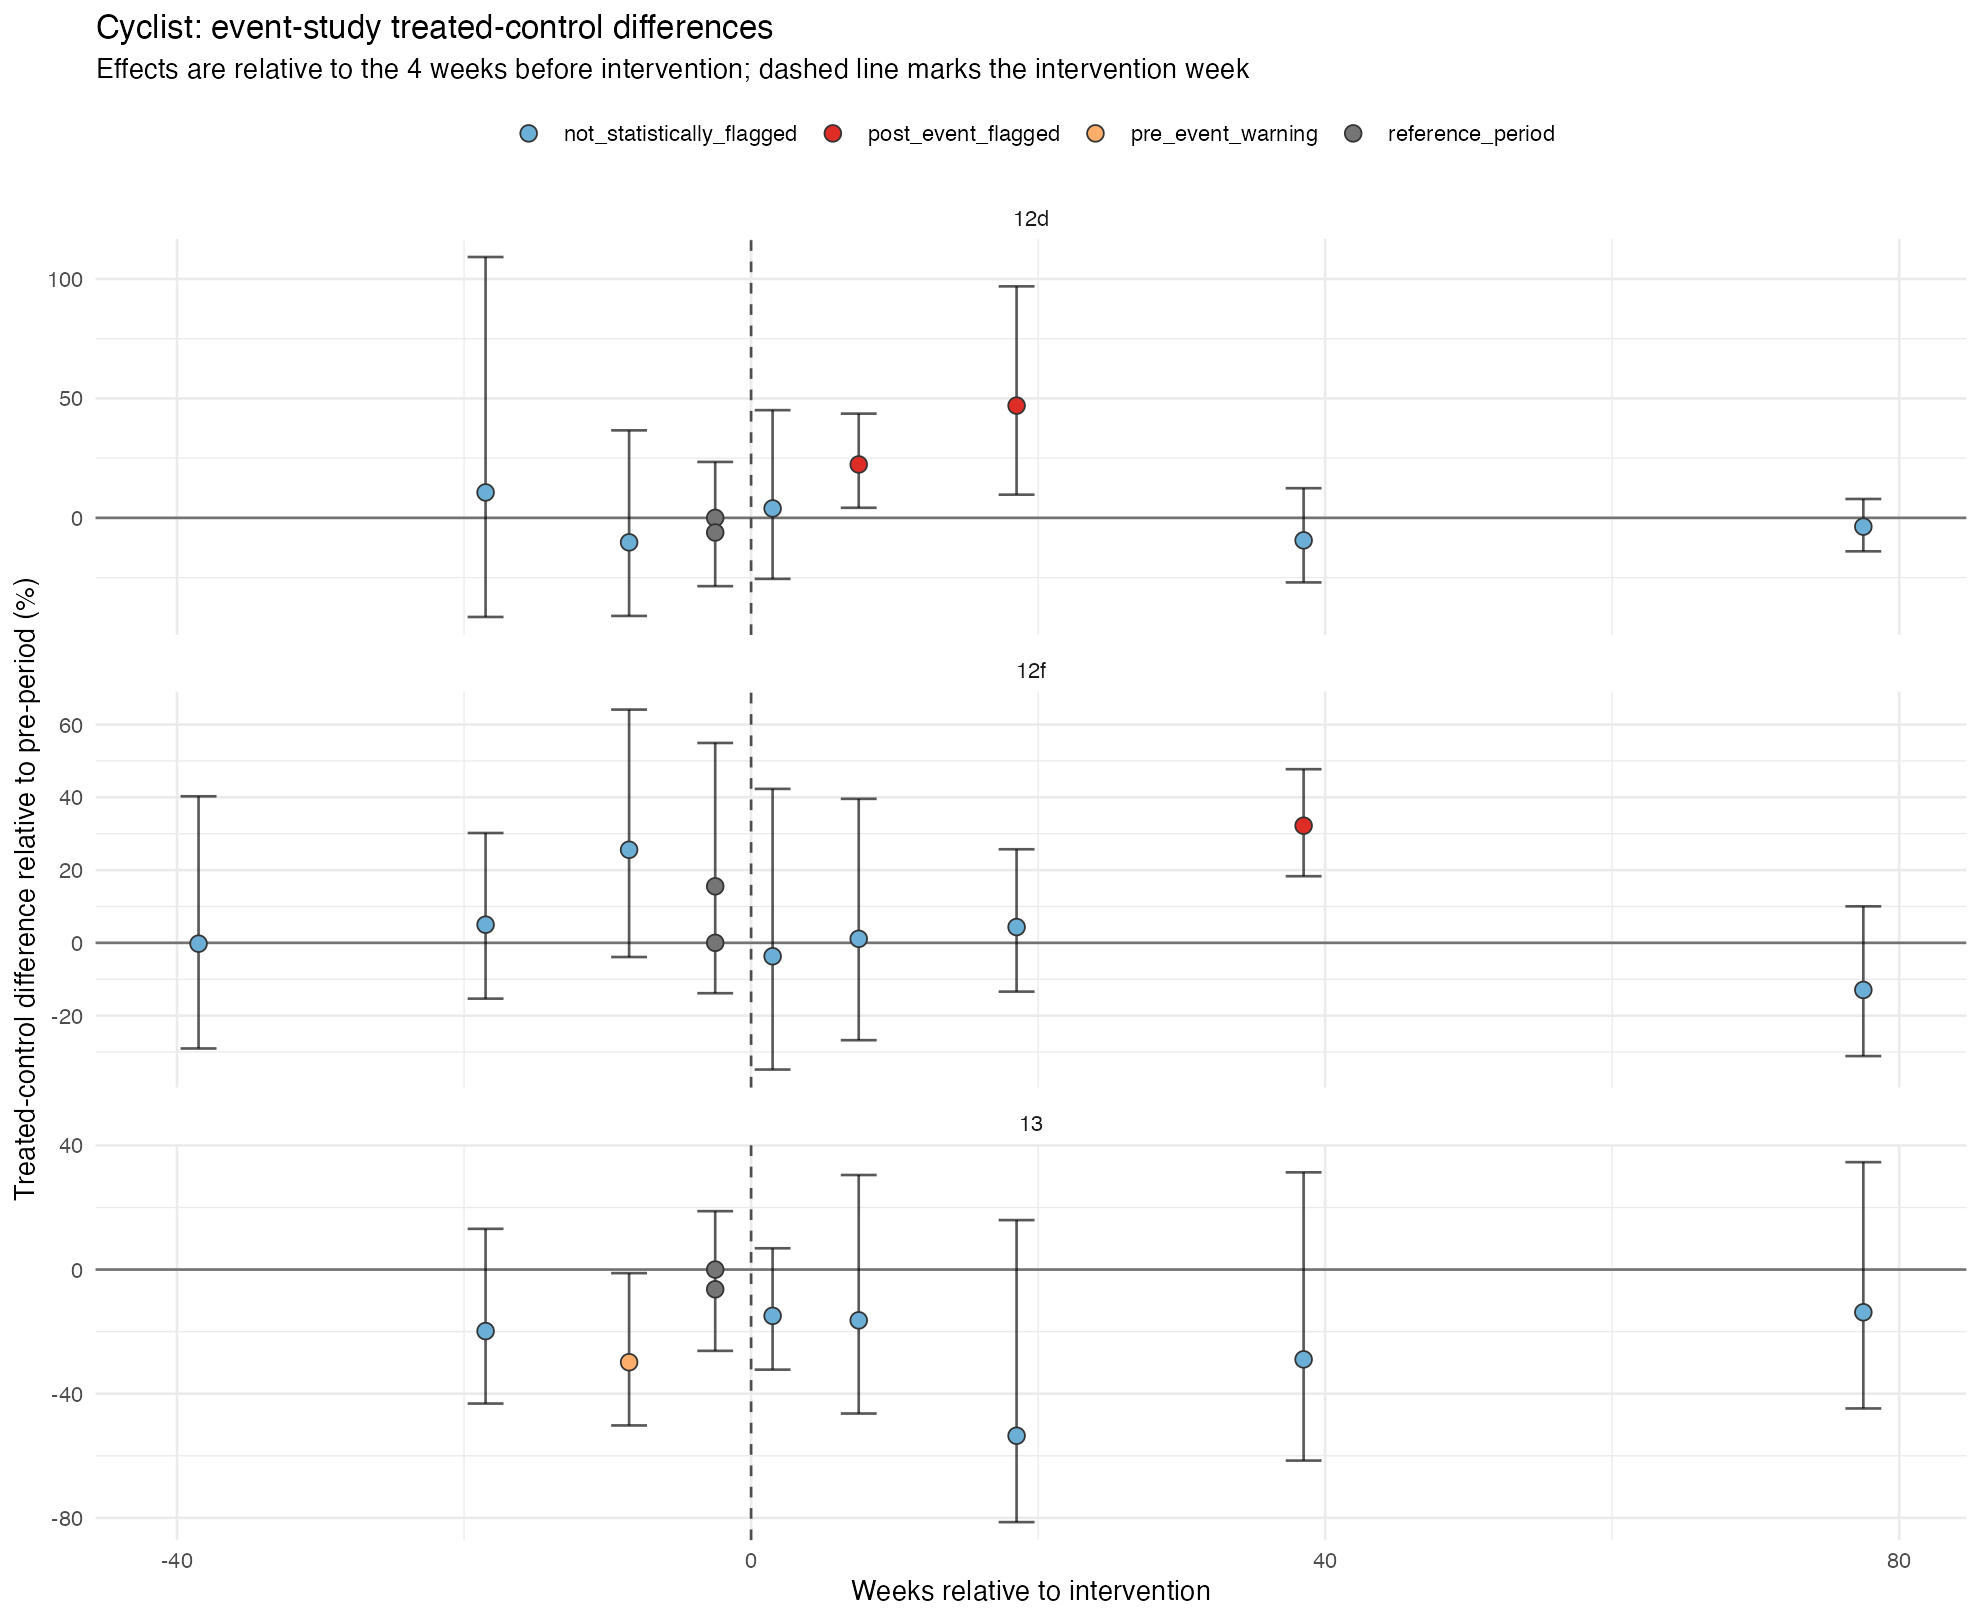 Cyclist: event-study treated-control differences
Effects are relative to the 4 weeks before intervention; dashed line marks the intervention week
not_statistically_flagged post_event_flagged pre_event_warning reference_period
12d
100
50
0
12f
60
40
20
0
-20
13
40
0
-40
-80
-40 0 40 80
Weeks relative to intervention
Treated-control difference relative to pre-period (%)